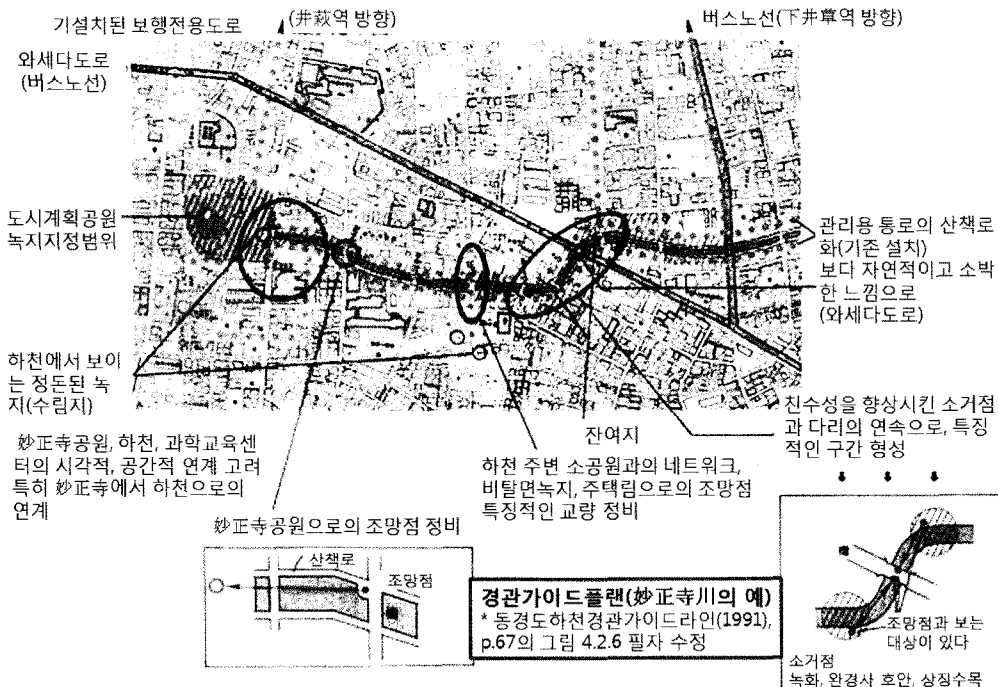 기설치된 보행전용도로
(井萩역 방향)
버스노선(下井草역 방향)
와세다도로
(버스노선)
도시계획공원
녹지지정범위
관리용 통로의 산책로
화(기존 설치)
보다 자연적이고 소박
한 느낌으로
(와세다도로)
하천에서 보이
는 정돈된 녹
지(수림지)
친수성을 향상시킨 소거점
과 다리의 연속으로, 특징
적인 구간 형성
잔여지
妙正寺공원, 하천, 과학교육센
터의 시각적, 공간적 연계 고려
특히 妙正寺에서 하천으로의
연계
하천 주변 소공원과의 네트워크,
비탈면녹지, 주택림으로의 조망점
특징적인 교량 정비
妙正寺공원으로의 조망점 정비
산책로
조망점
경관가이드플랜(妙正寺川의 예)
* 동경도하천경관가이드라인(1991),
p.67의 그림 4.2.6 필자 수정
조망점과 보는
대상이 있다
소거점
녹화, 완경사 호안, 상징수목